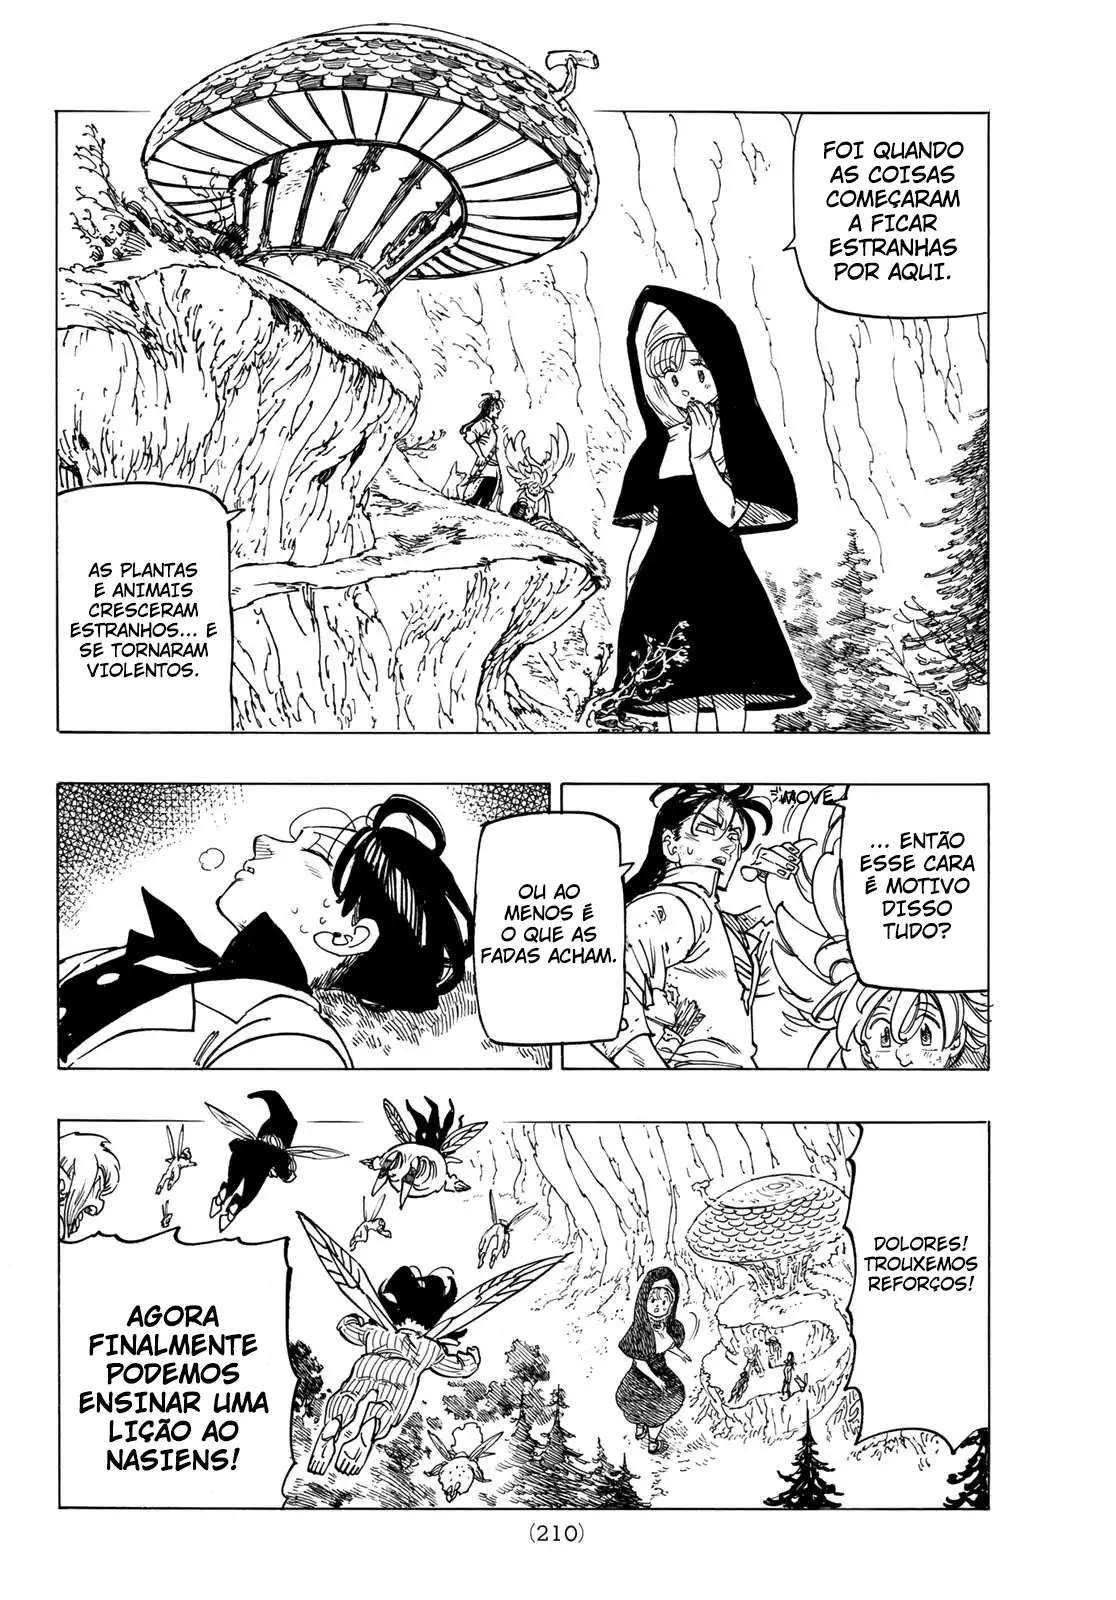 FOI QUANDO
AS COISAS
COMEÇARAM
A FICAR
ESTRANHAS
POR AQUI.
AS PLANTAS
E ANIMAIS
CRESCERAM
ESTRANHOS... E
SE TORNARAM
VIOLENTOS.
MOVE
... ENTÃO
ESSE CARA
É MOTIVO
DISSO
TUDO?
OU AO
MENOS É
O QUE AS
FADAS ACHAM.
DOLORES!
TROUXEMOS
REFORÇOS!
AGORA
FINALMENTE
PODEMOS
ENSINAR UMA
LIÇÃO AO
NASIENS!
(210)